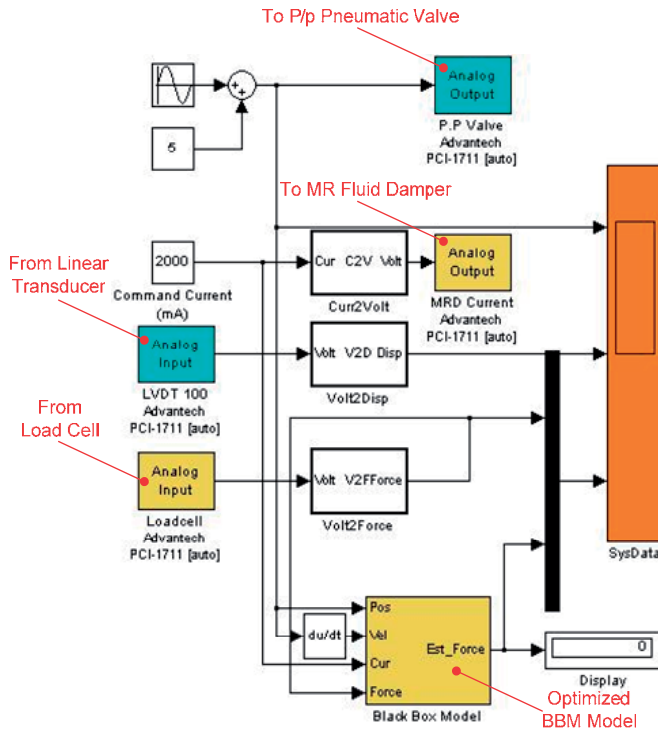 To P/p Pneumatic Valve
Analog
Output
P.P Valve
Advantech
PCI-1711 [auto]
5
To MR Fluid Damper
From Linear
Transducer
2000
Command Current
(mA)
Cur C2V Volt
Curr2Volt
Analog
Output
MRD Current
Advantech
PCI-1711 [auto]
Analog
Input
LVDT 100
Advantech
PCI-1711 [auto]
Volt V2D Disp
Volt2Disp
From
Load Cell
Analog
Input
Loadcell
Advantech
PCI-1711 [auto]
Volt V2FForce
Volt2Force
SysData
du/dt
Pos
Vel
Cur
Force
Est_Force
Black Box Model
0
Display
Optimized
BBM Model